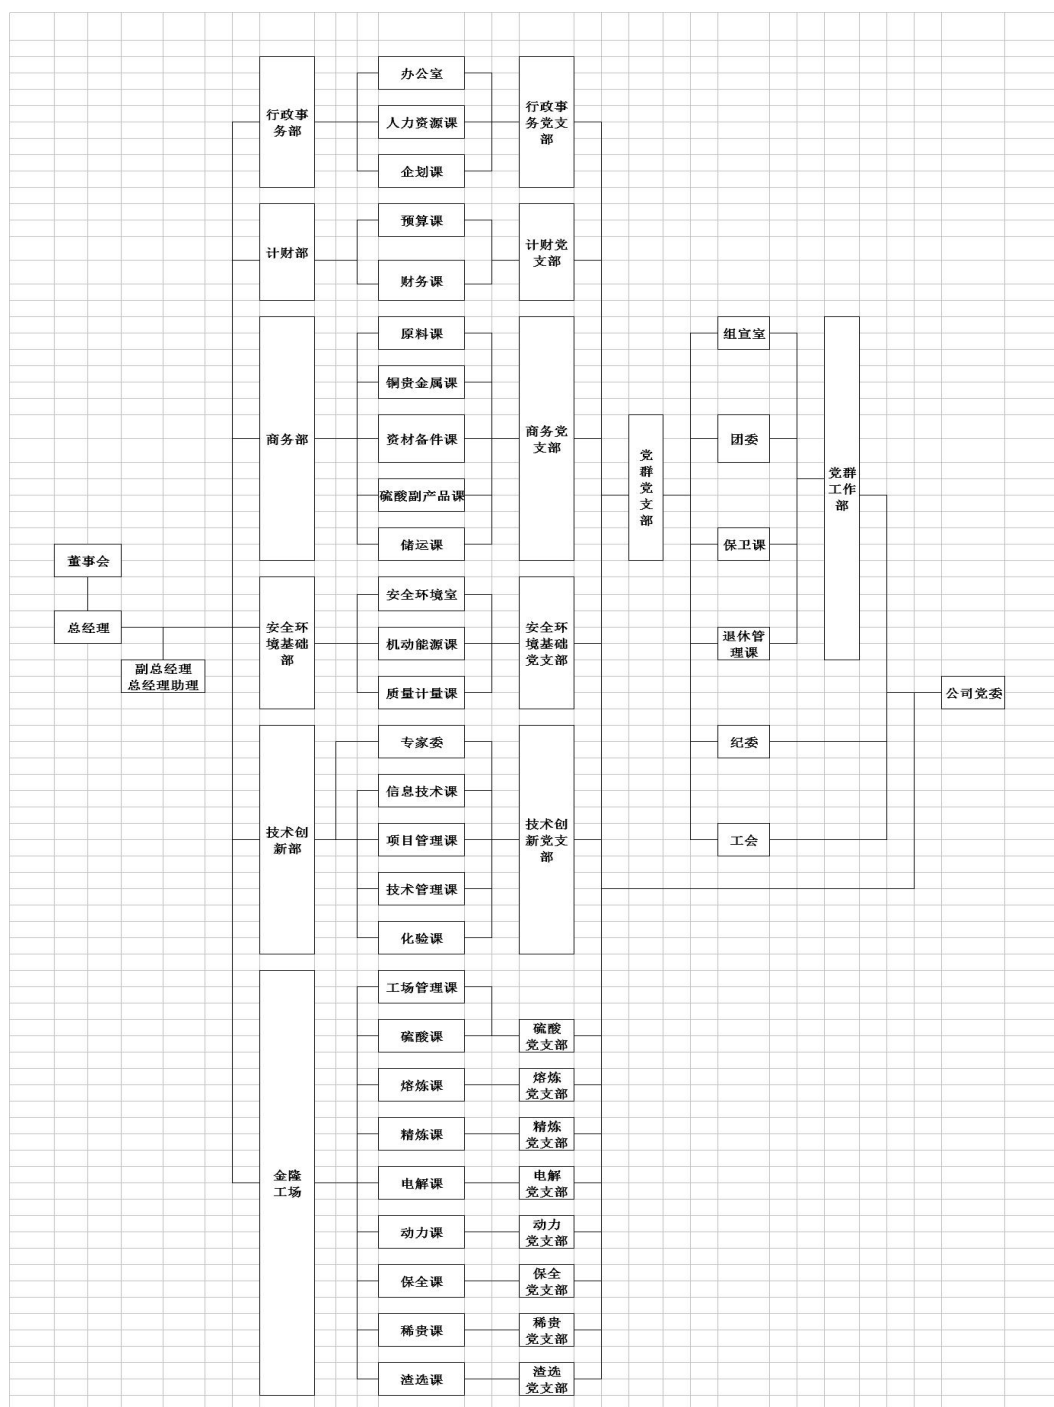 办公室
行政事
务部
人力资源课
行政事
务党支
部
企划课
预算课
计财部
计财党
支部
财务课
原料课
组宣室
铜贵金属课
商务部
资材备件课
商务党
支部
党
群
党
支
部
团委
党群
工作
部
硫酸副产品课
储运课
保卫课
董事会
安全环境室
总经理
安全环
境基础
部
机动能源课
安全环
境基础
党支部
退休管
理课
副总经理
总经理助理
质量计量课
公司党委
专家委
纪委
信息技术课
技术创
新部
项目管理课
技术创
新党支
部
工会
技术管理课
化验课
工场管理课
硫酸课
硫酸
党支部
熔炼课
熔炼
党支部
精炼课
精炼
党支部
金隆
工场
电解课
电解
党支部
动力课
动力
党支部
保全课
保全
党支部
稀贵课
稀贵
党支部
渣选课
渣选
党支部